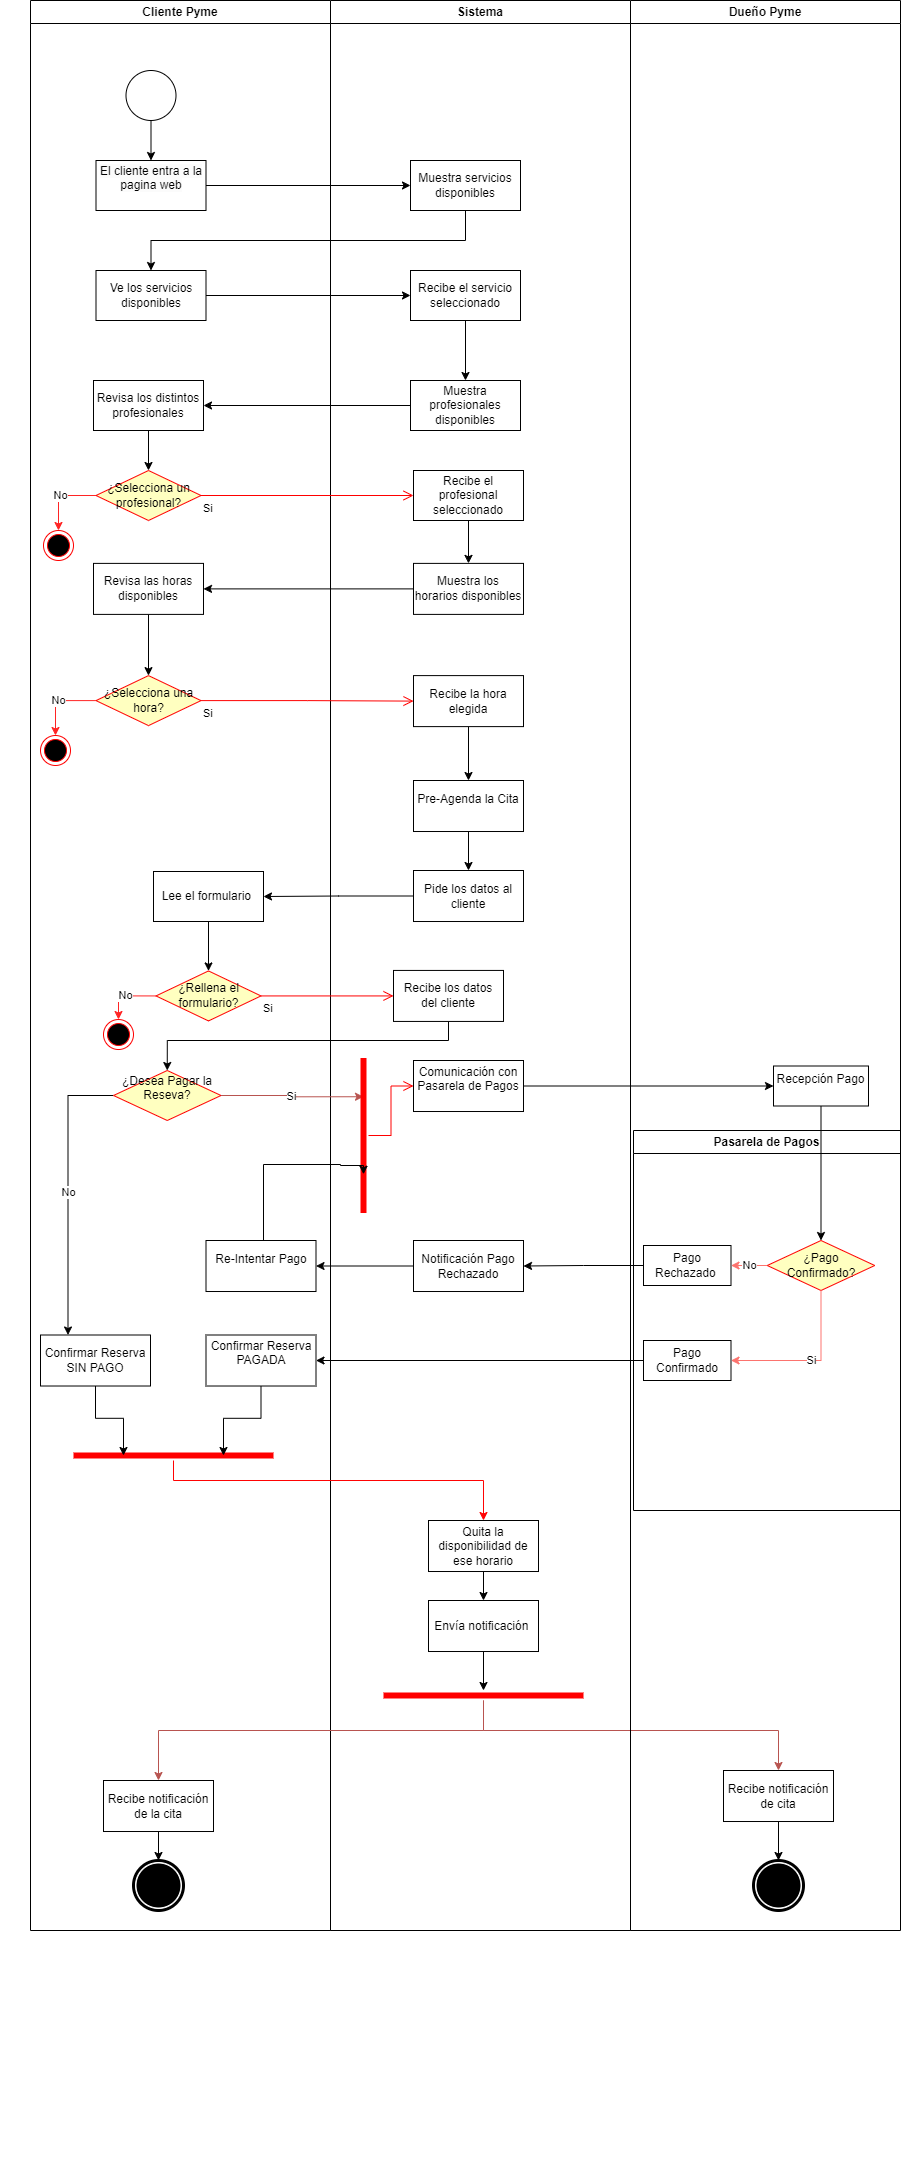 Cliente Pyme
Sistema
Dueño Pyme
El cliente entra a la
pagina web
Muestra servicios
disponibles
Ve los servicios
disponibles
Recibe el servicio
seleccionado
Revisa los distintos
profesionales
Muestra
profesionales
disponibles
¿Selecciona un
profesional?
No
Si
Recibe el
profesional
seleccionado
Revisa las horas
disponibles
Muestra los
horarios disponibles
¿Selecciona una
hora?
No
Si
Recibe la hora
elegida
Pre-Agenda la Cita
Lee el formulario
Pide los datos al
cliente
¿Rellena el
formulario?
No
Si
Recibe los datos
del cliente
¿Desea Pagar la
Reseva?
Si
No
Comunicación con
Pasarela de Pagos
Recepción Pago
Pasarela de Pagos
Re-Intentar Pago
Notificación Pago
Rechazado
Pago
Rechazado
No
¿Pago
Confirmado?
Confirmar Reserva
SIN PAGO
Confirmar Reserva
PAGADA
Pago
Confirmado
Si
Quita la
disponibilidad de
ese horario
Envía notificación
Recibe notificación
de la cita
Recibe notificación
de cita